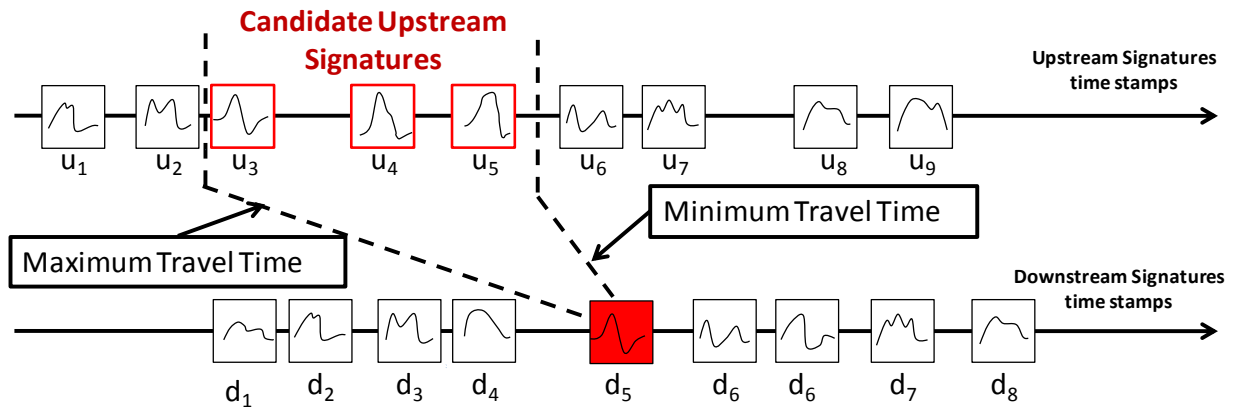 Candidate Upstream
Signatures
Upstream Signatures
time stamps
u1 u2 u3 u4 u5 u6 u7 u8 u9
Minimum Travel Time
Maximum Travel Time
Downstream Signatures
time stamps
d1 d2 d3 d4 d5 d6 d6 d7 d8